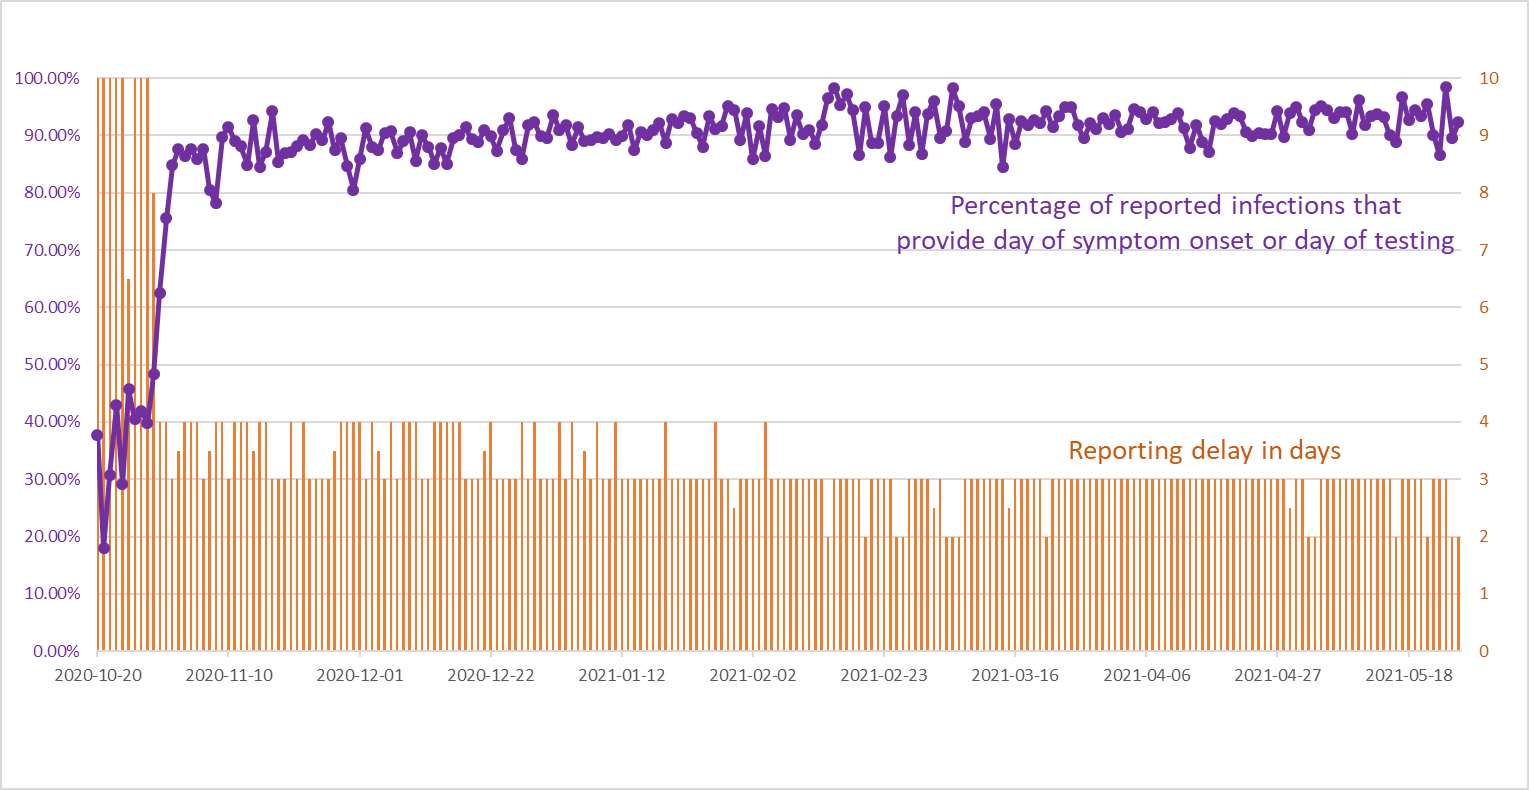 100.00% 10
90.00% 9
80.00% 8
Percentage of reported infections that
provide day of symptom onset or day of testing
70.00% 7
60.00% 6
50.00% 5
40.00% 4
Reporting delay in days
30.00% 3
20.00% 2
10.00% 1
0.00% 0
2020-10-20 2020-11-10 2020-12-01 2020-12-22 2021-01-12 2021-02-02 2021-02-23 2021-03-16 2021-04-06 2021-04-27 2021-05-18